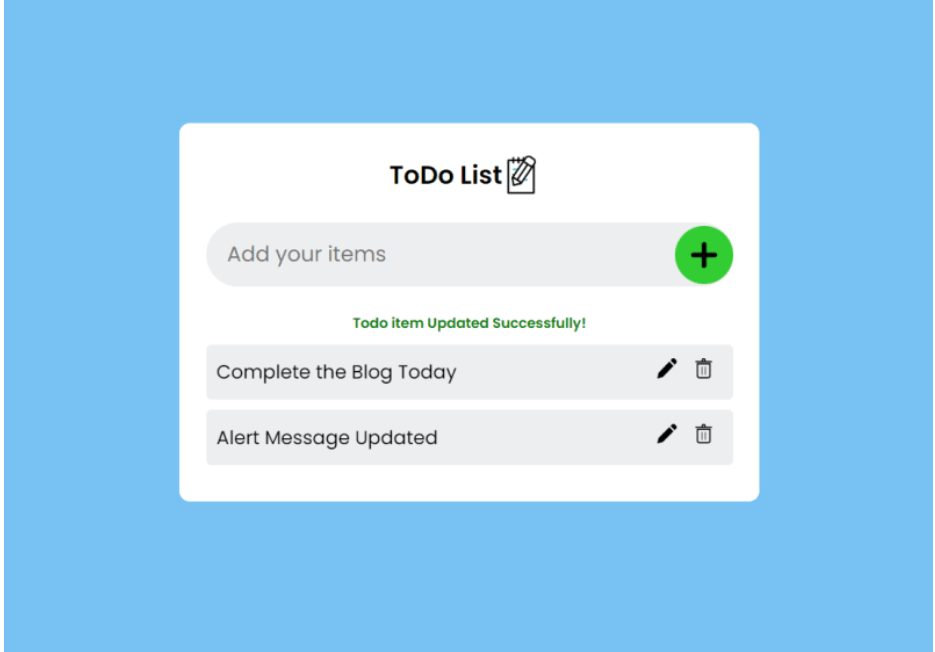 ToDo List
Add your items
Todo item Updated Successfully!
Complete the Blog Today
Alert Message Updated